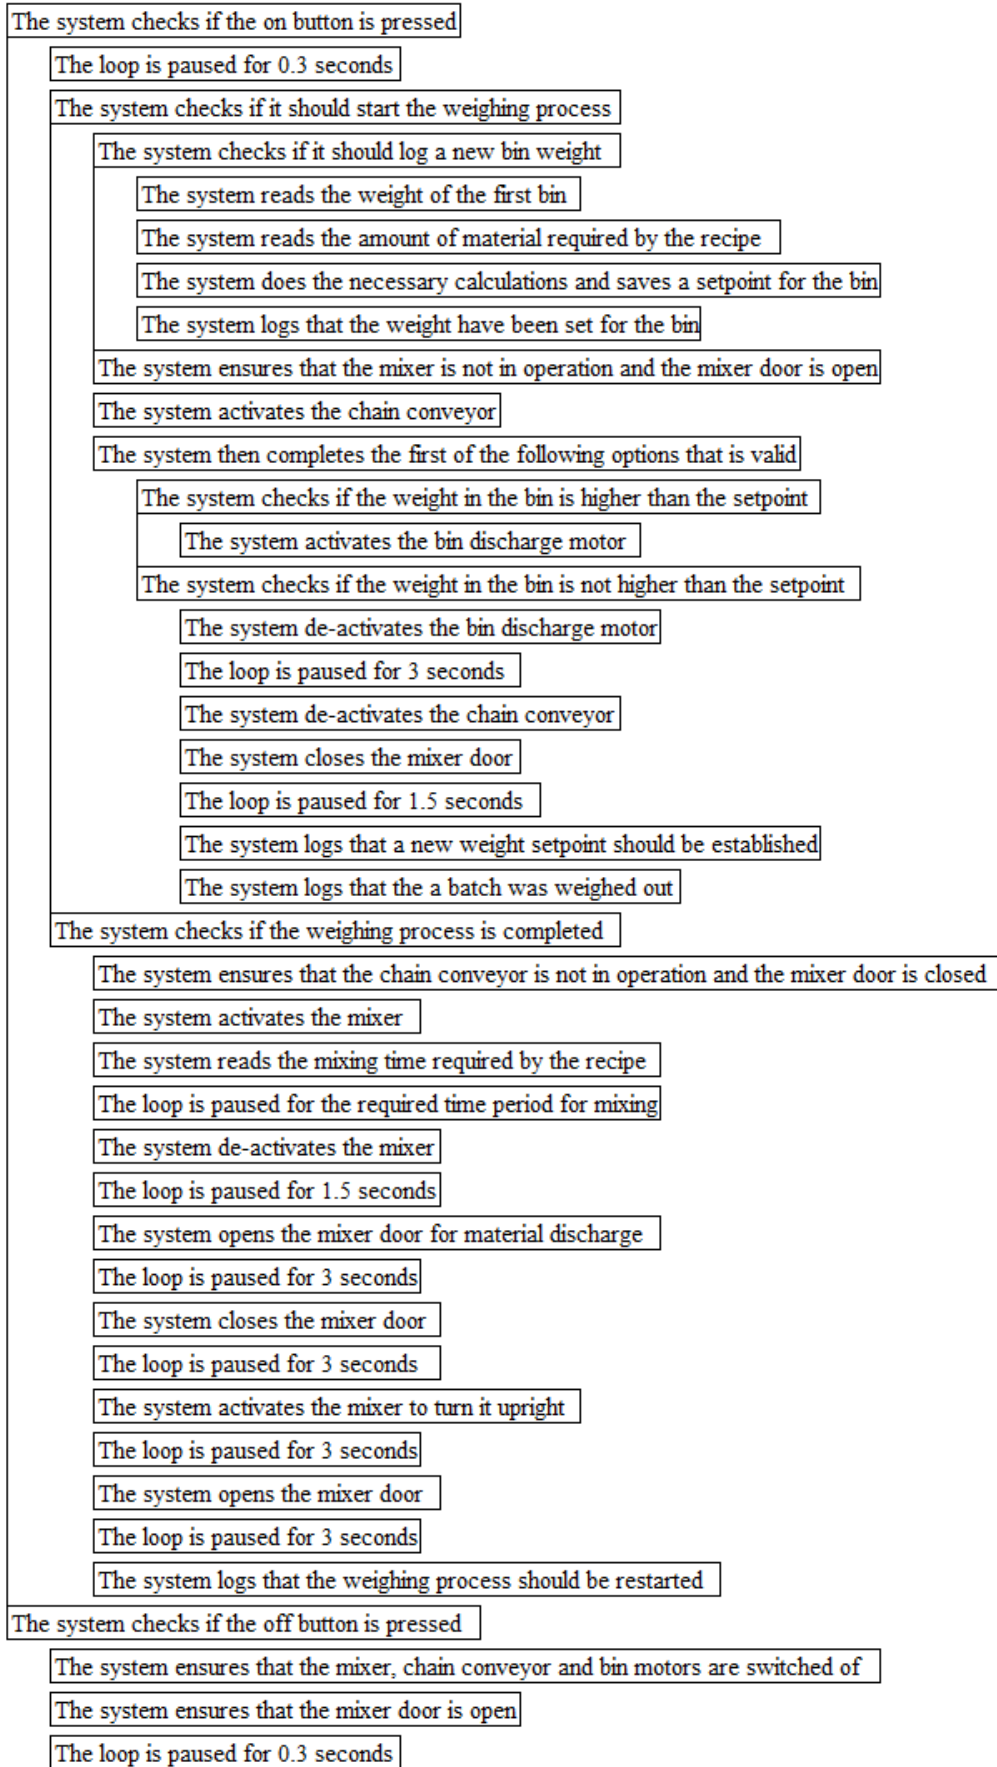 The system checks if the on button is pressed
The loop is paused for 0.3 seconds
The system checks if it should start the weighing process
The system checks if it should log a new bin weight
The system reads the weight of the first bin
The system reads the amount of material required by the recipe
The system does the necessary calculations and saves a setpoint for the bin
The system logs that the weight have been set for the bin
The system ensures that the mixer is not in operation and the mixer door is open
The system activates the chain conveyor
The system then completes the first of the following options that is valid
The system checks if the weight in the bin is higher than the setpoint
The system activates the bin discharge motor
The system checks if the weight in the bin is not higher than the setpoint
The system de-activates the bin discharge motor
The loop is paused for 3 seconds
The system de-activates the chain conveyor
The system closes the mixer door
The loop is paused for 1.5 seconds
The system logs that a new weight setpoint should be established
The system logs that the a batch was weighed out
The system checks if the weighing process is completed
The system ensures that the chain conveyor is not in operation and the mixer door is closed
The system activates the mixer
The system reads the mixing time required by the recipe
The loop is paused for the required time period for mixing
The system de-activates the mixer
The loop is paused for 1.5 seconds
The system opens the mixer door for material discharge
The loop is paused for 3 seconds
The system closes the mixer door
The loop is paused for 3 seconds
The system activates the mixer to turn it upright
The loop is paused for 3 seconds
The system opens the mixer door
The loop is paused for 3 seconds
The system logs that the weighing process should be restarted
The system checks if the off button is pressed
The system ensures that the mixer, chain conveyor and bin motors are switched of
The system ensures that the mixer door is open
The loop is paused for 0.3 seconds